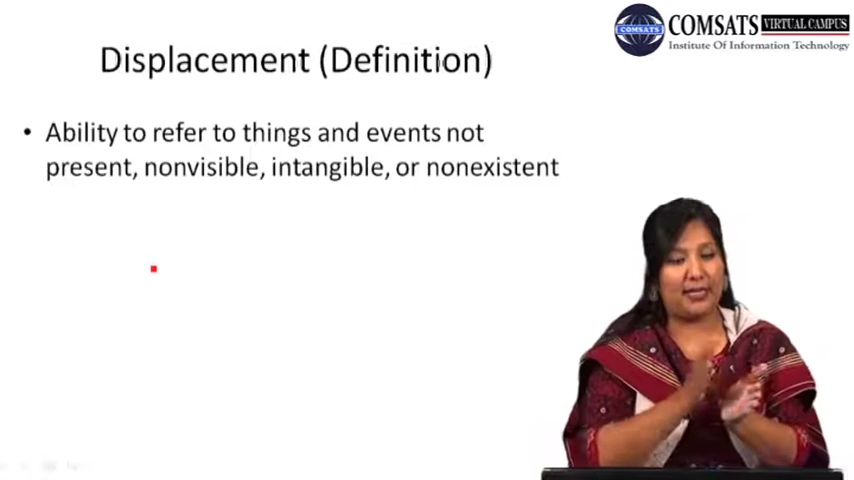 COMSATS VIRTUAL CAMPUS
COMSATS
Institute Of Information Technology
Displacement (Definition)
• Ability to refer to things and events not
present, nonvisible, intangible, or nonexistent